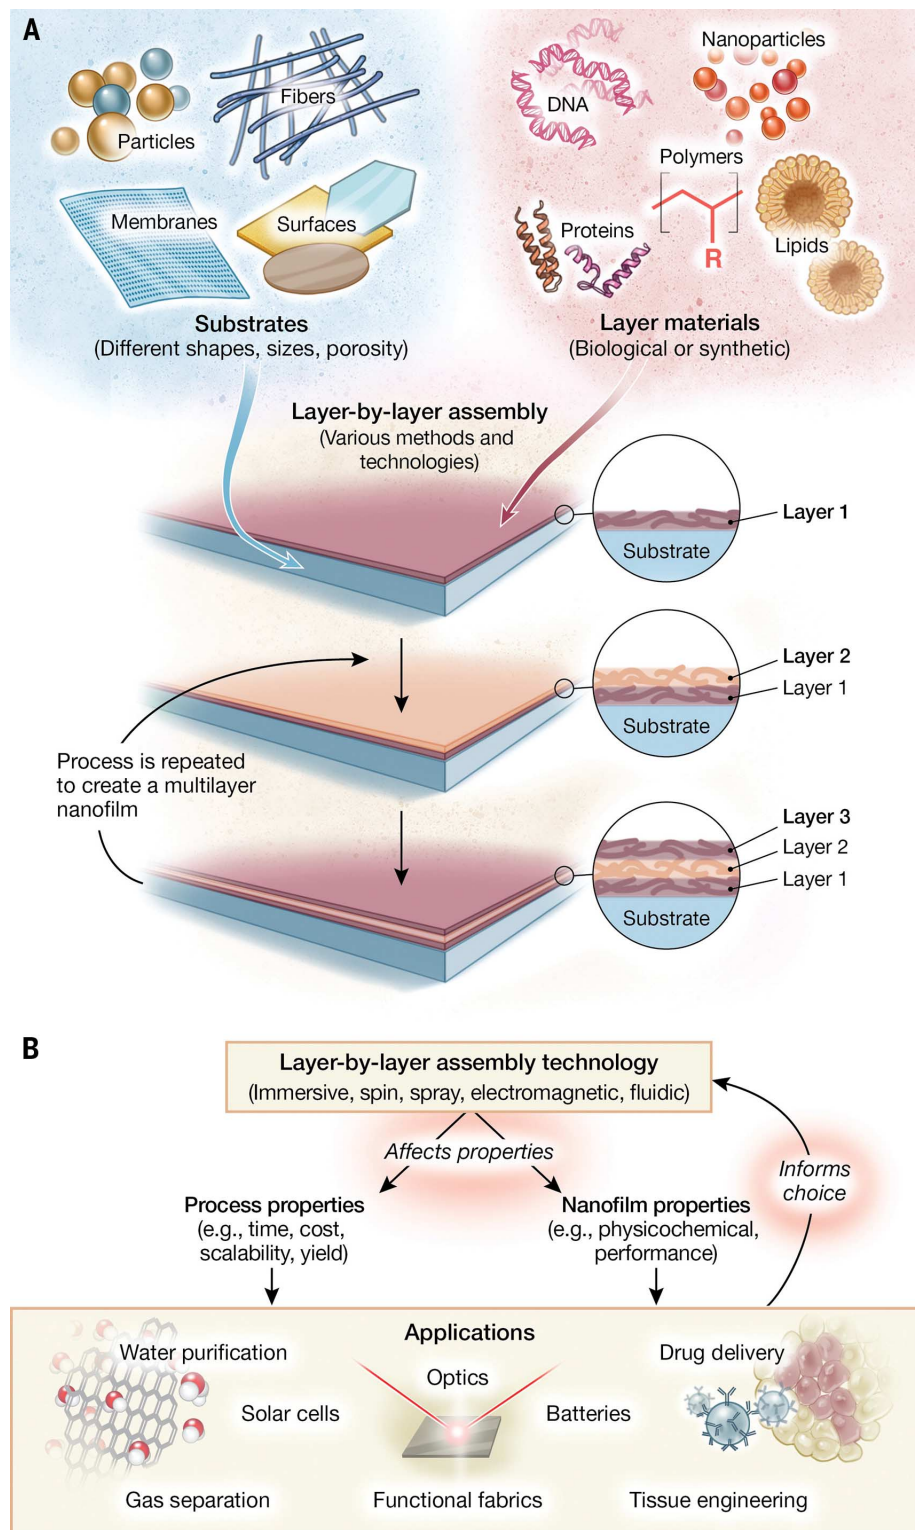 A
Particles
Fibers
Membranes
Surfaces
Substrates
(Different shapes, sizes, porosity)
DNA
Nanoparticles
Polymers
R
Proteins
Lipids
Layer materials
(Biological or synthetic)
Layer-by-layer assembly
(Various methods and
technologies)
Layer 1
Substrate
Layer 2
Layer 1
Substrate
Process is repeated
to create a multilayer
nanofilm
Layer 3
Layer 2
Layer 1
Substrate
B
Layer-by-layer assembly technology
(Immersive, spin, spray, electromagnetic, fluidic)
Affects properties
Informs
choice
Process properties
(e.g., time, cost,
scalability, yield)
Nanofilm properties
(e.g., physicochemical,
performance)
Applications
Water purification
Optics
Drug delivery
Solar cells
Batteries
Gas separation
Functional fabrics
Tissue engineering